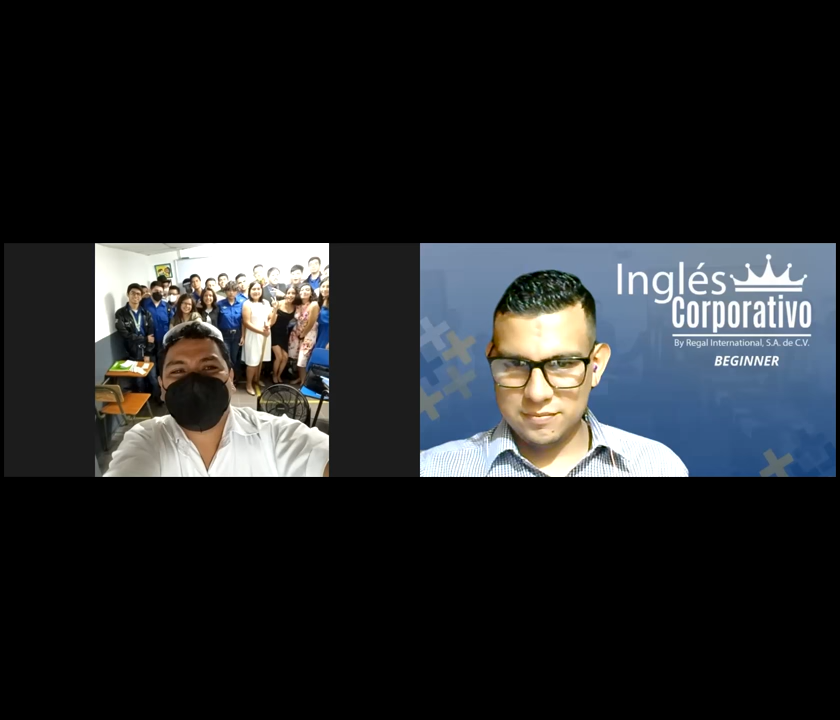 Inglés
Corporativo
By Regal International, S.A. de C.V.
BEGINNER